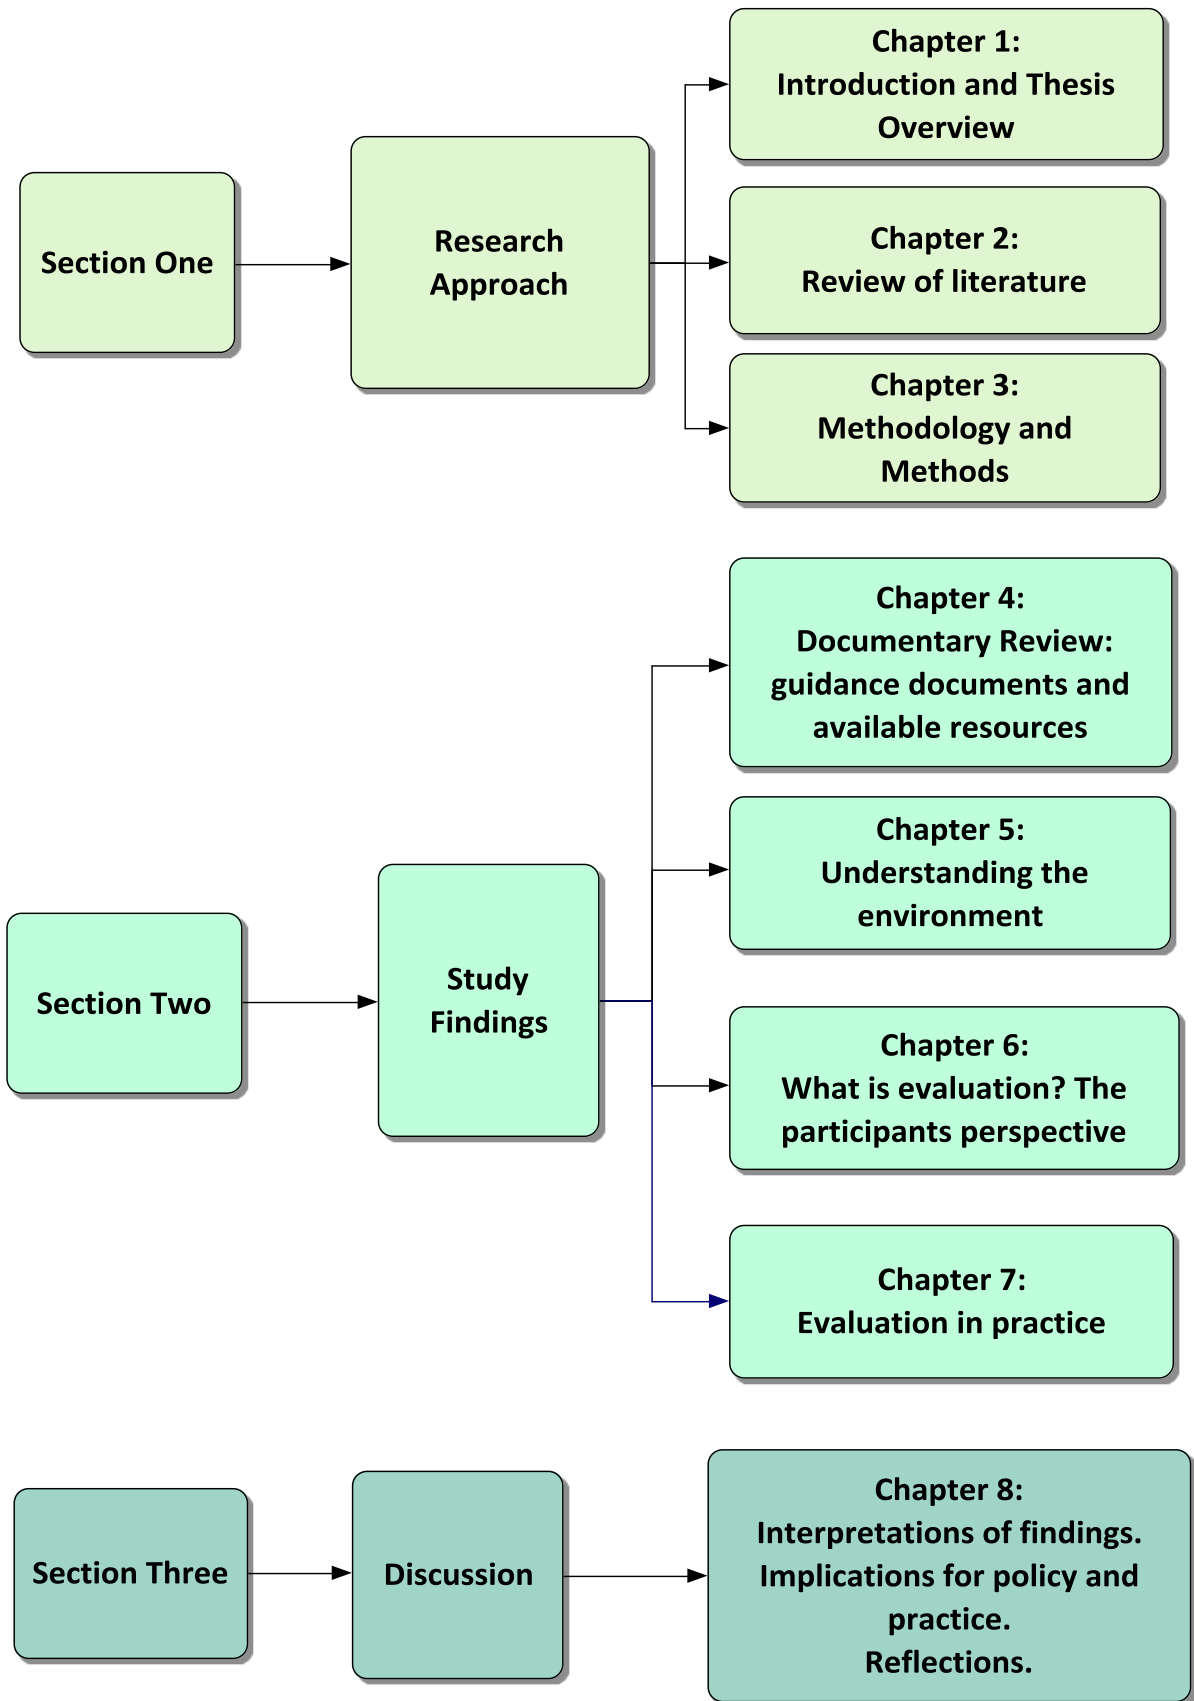 Section One
Research
Approach
Chapter 1:
Introduction and Thesis
Overview
Chapter 2:
Review of literature
Chapter 3:
Methodology and
Methods
Section Two
Study
Findings
Chapter 4:
Documentary Review:
guidance documents and
available resources
Chapter 5:
Understanding the
environment
Chapter 6:
What is evaluation? The
participants perspective
Chapter 7:
Evaluation in practice
Section Three
Discussion
Chapter 8:
Interpretations of findings.
Implications for policy and
practice.
Reflections.